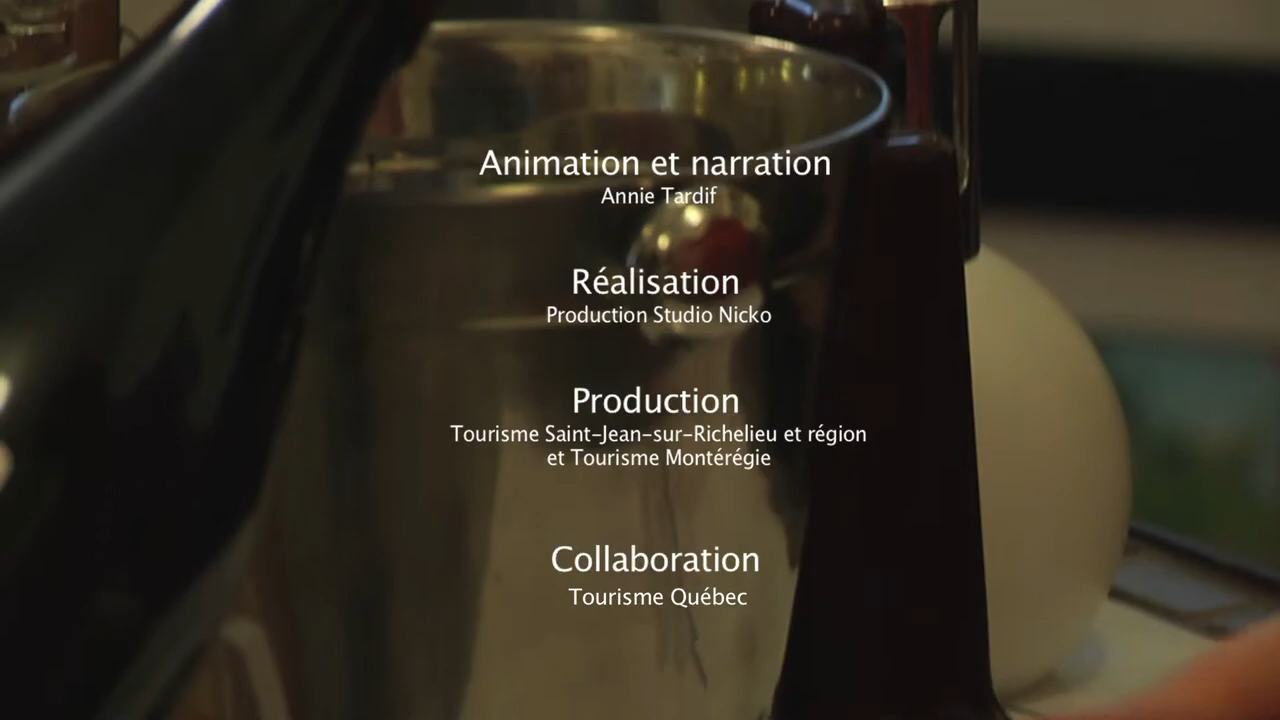 Animation et narration
Annie Tardif
Réalisation
Production Studio Nicko
Production
Tourisme Saint-Jean-sur-Richelieu et région
et Tourisme Montérégie
Collaboration
Tourisme Québec